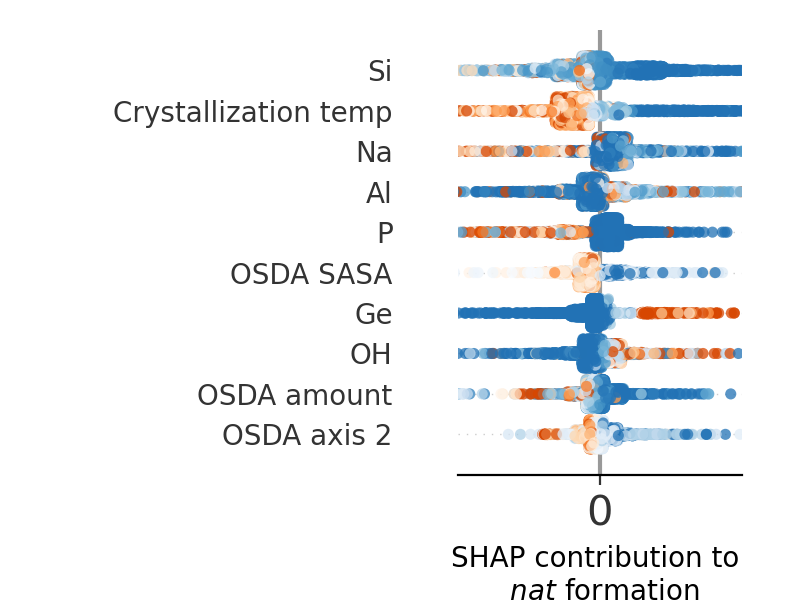 Si
Crystallization temp
Na
Al
P
OSDA SASA
Ge
OH
OSDA amount
OSDA axis 2
0
SHAP contribution to
nat formation